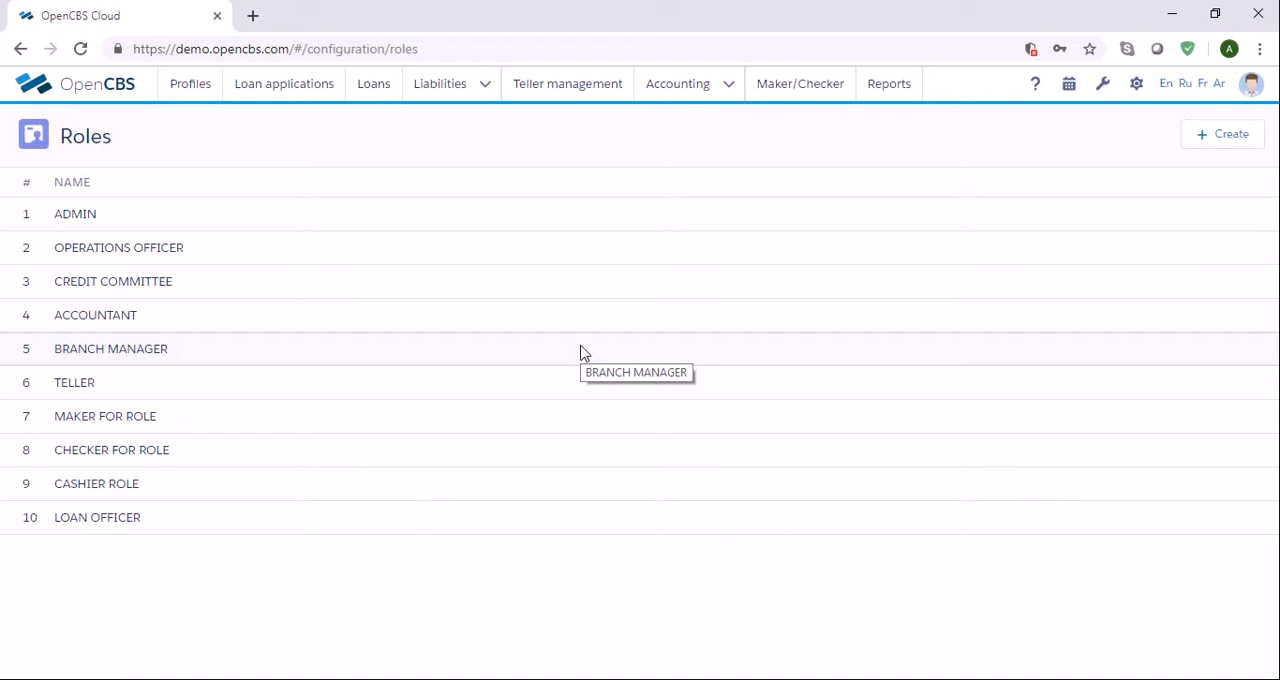 OpenCBS Cloud
https://demo.opencbs.com/#/configuration/roles
A
OpenCBS
Profiles
Loan applications
Loans
Liabilities
Teller management
Accounting
Maker/Checker
Reports
?
En Ru Fr Ar
Roles
+ Create
# NAME
1 ADMIN
2 OPERATIONS OFFICER
3 CREDIT COMMITTEE
4 ACCOUNTANT
5 BRANCH MANAGER
BRANCH MANAGER
6 TELLER
7 MAKER FOR ROLE
8 CHECKER FOR ROLE
9 CASHIER ROLE
10 LOAN OFFICER